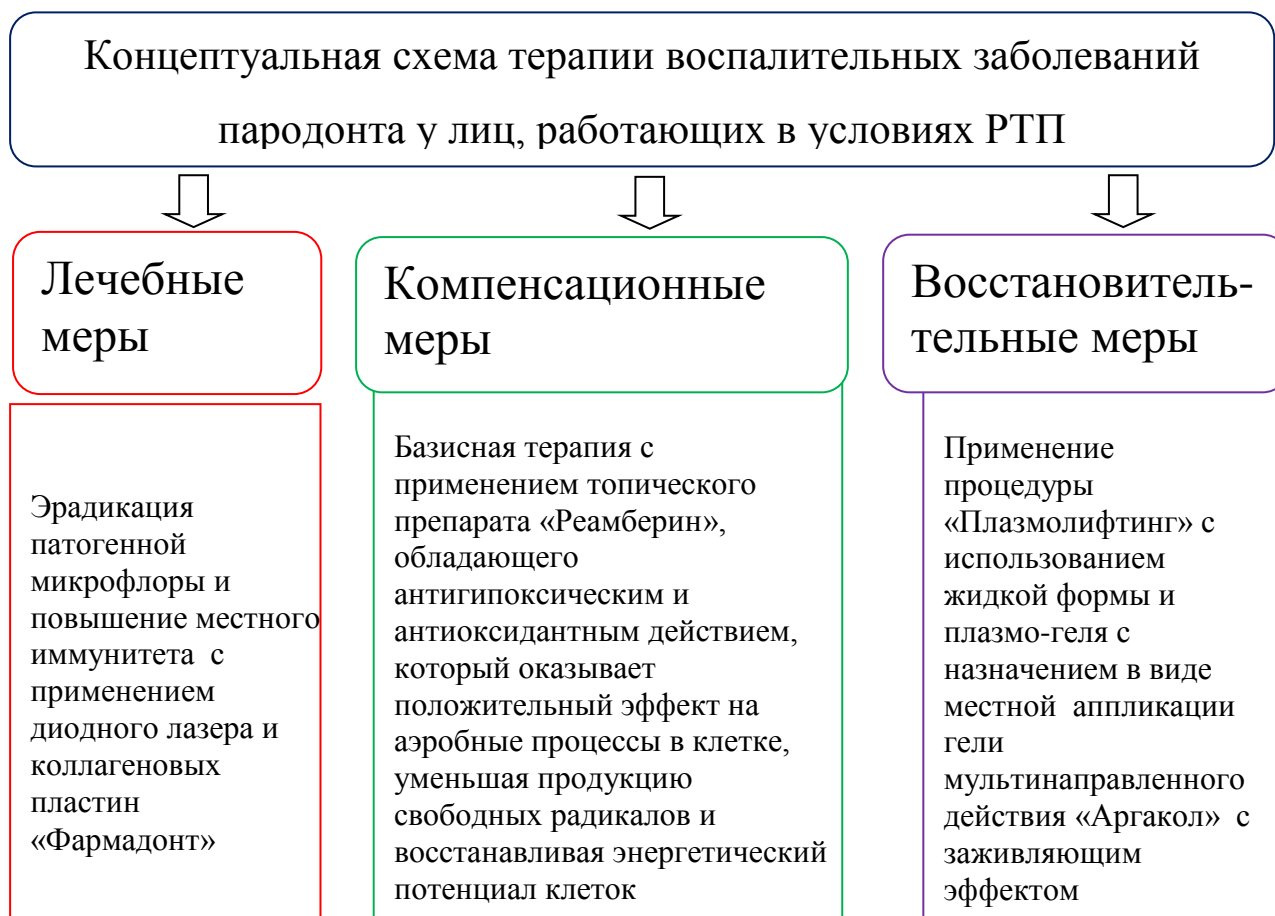 Концептуальная схема терапии воспалительных заболеваний
пародонта у лиц, работающих в условиях РТП
Лечебные
меры
Эрадикация
патогенной
микрофлоры и
повышение местного
иммунитета с
применением
диодного лазера и
коллагеновых
пластин
«Фармадонт»
Компенсационные
меры
Базисная терапия с
применением топического
препарата «Реамберин»,
обладающего
антигипоксическим и
антиоксидантным действием,
который оказывает
положительный эффект на
аэробные процессы в клетке,
уменьшая продукцию
свободных радикалов и
восстанавливая энергетический
потенциал клеток
Восстановитель-
тельные меры
Применение
процедуры
«Плазмолифтинг» с
использованием
жидкой формы и
плазмо-геля с
назначением в виде
местной аппликации
гели
мультинаправленного
действия «Аргакол» с
заживляющим
эффектом